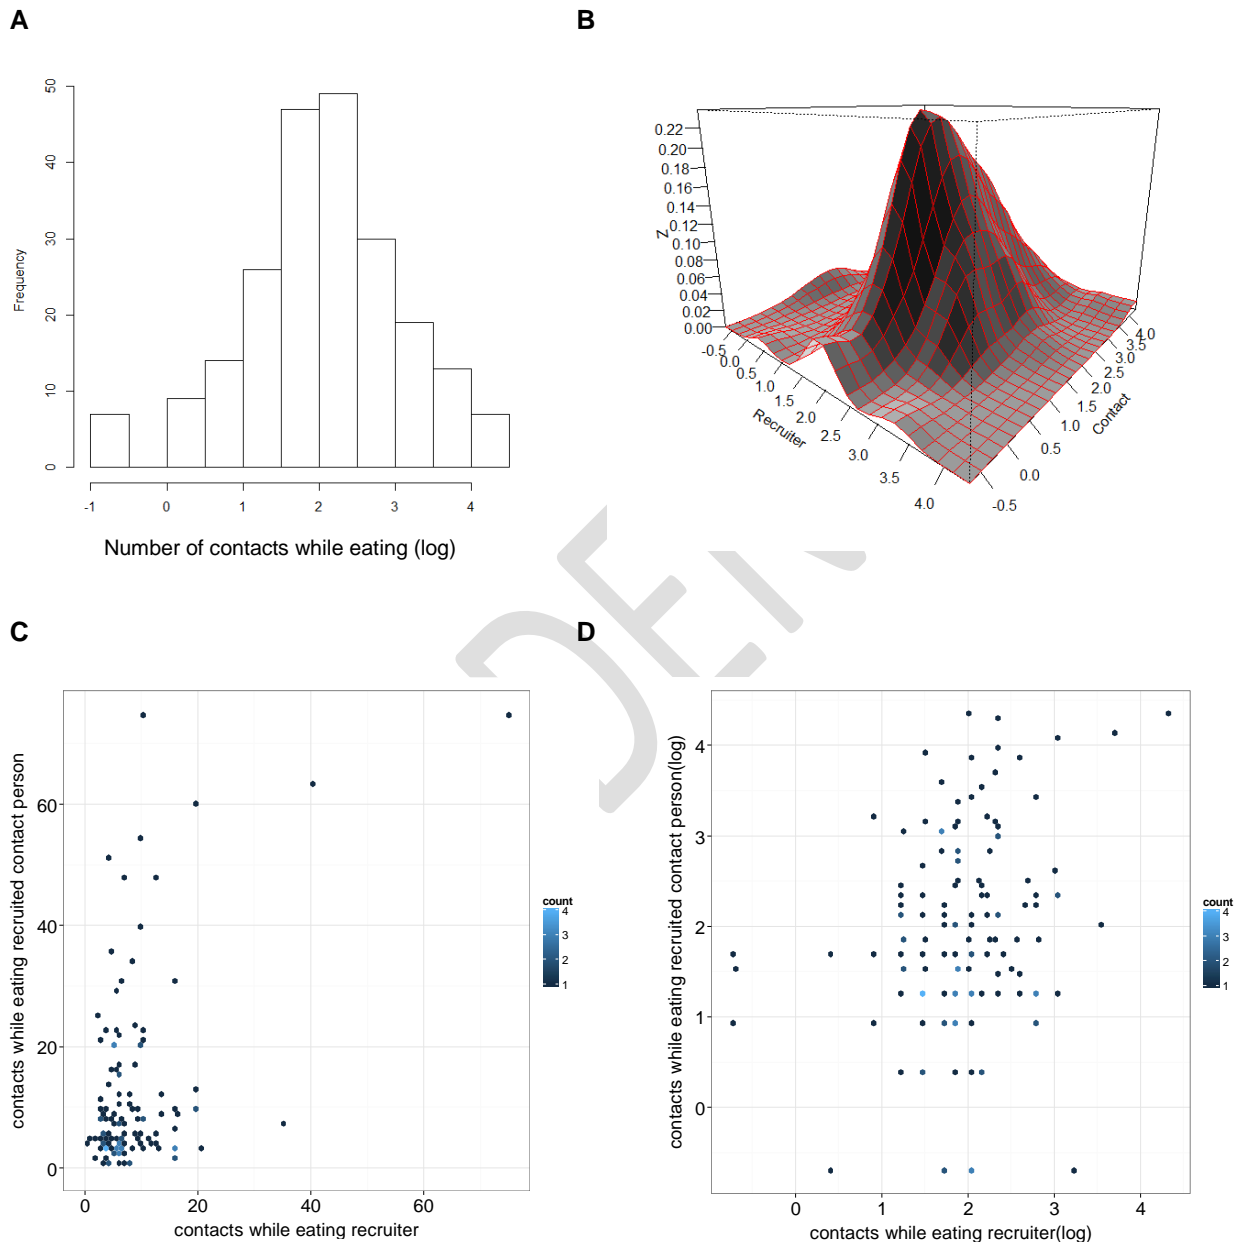 A
50
40
30
20
10
0
Frequency
-1 0 1 2 3 4
Number of contacts while eating (log)
B
0.22
0.20
0.18
0.16
0.14
0.12
0.10
0.08
0.06
0.04
0.02
0.00
Z
-0.5 0.0 0.5 1.0 1.5 2.0 2.5 3.0 3.5 4.0
Recruiter
-0.5 0.0 0.5 1.0 1.5 2.0 2.5 3.0 3.5 4.0
Contact
C
60
40
20
0
contacts while eating recruited contact person
0 20 40 60
contacts while eating recruiter
count
4
3
2
1
D
4
3
2
1
0
contacts while eating recruited contact person(log)
0 1 2 3 4
contacts while eating recruiter(log)
count
4
3
2
1